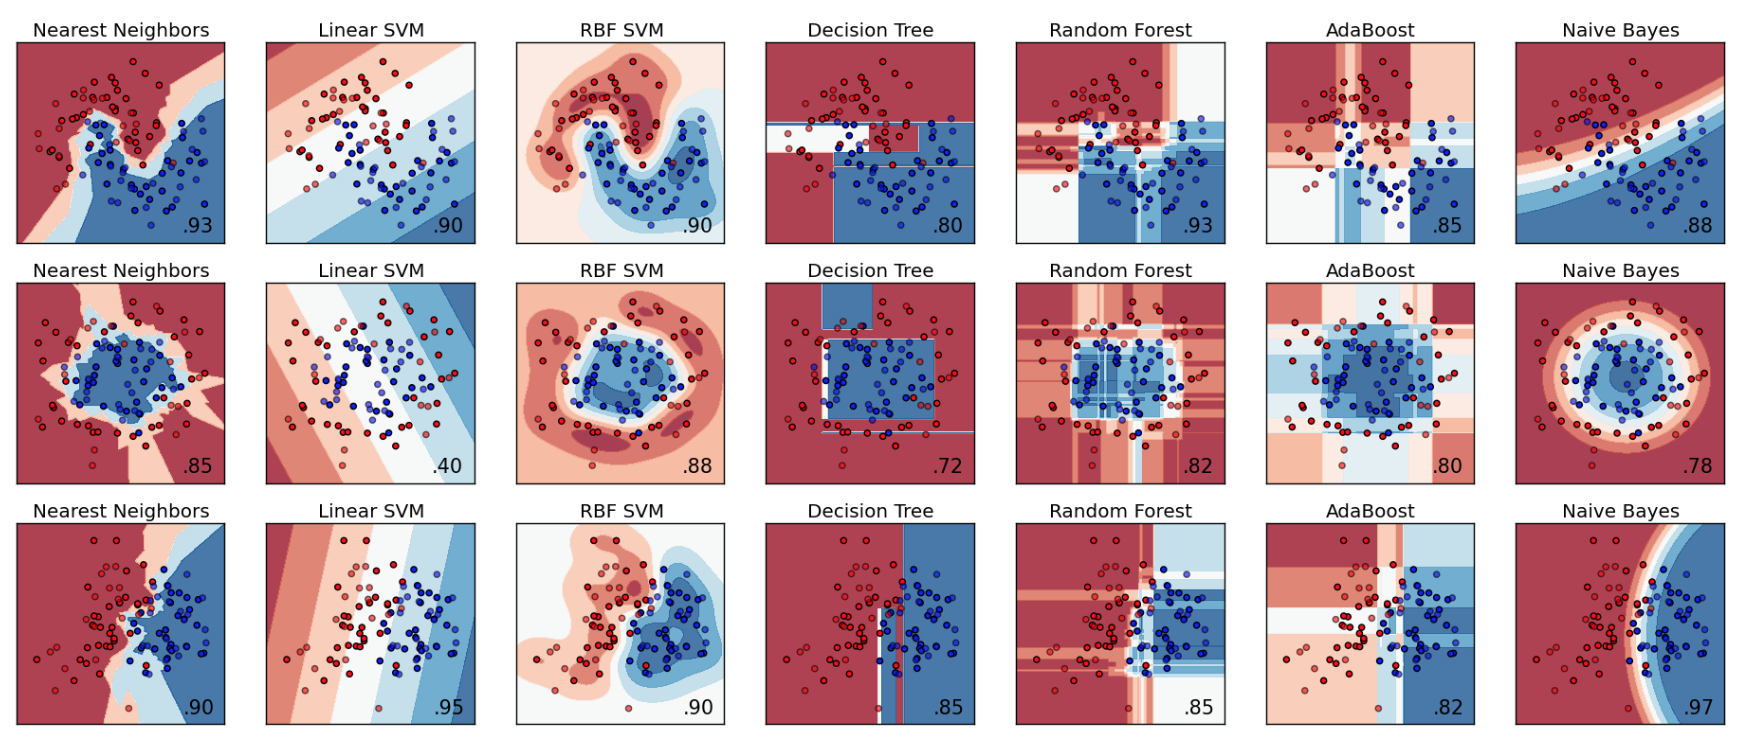 Nearest Neighbors Linear SVM RBF SVM Decision Tree Random Forest AdaBoost Naive Bayes
.93 .90 .90 .80 .93 .85 .88
Nearest Neighbors Linear SVM RBF SVM Decision Tree Random Forest AdaBoost Naive Bayes
.85 .40 .88 .72 .82 .80 .78
Nearest Neighbors Linear SVM RBF SVM Decision Tree Random Forest AdaBoost Naive Bayes
.90 .95 .90 .85 .85 .82 .97